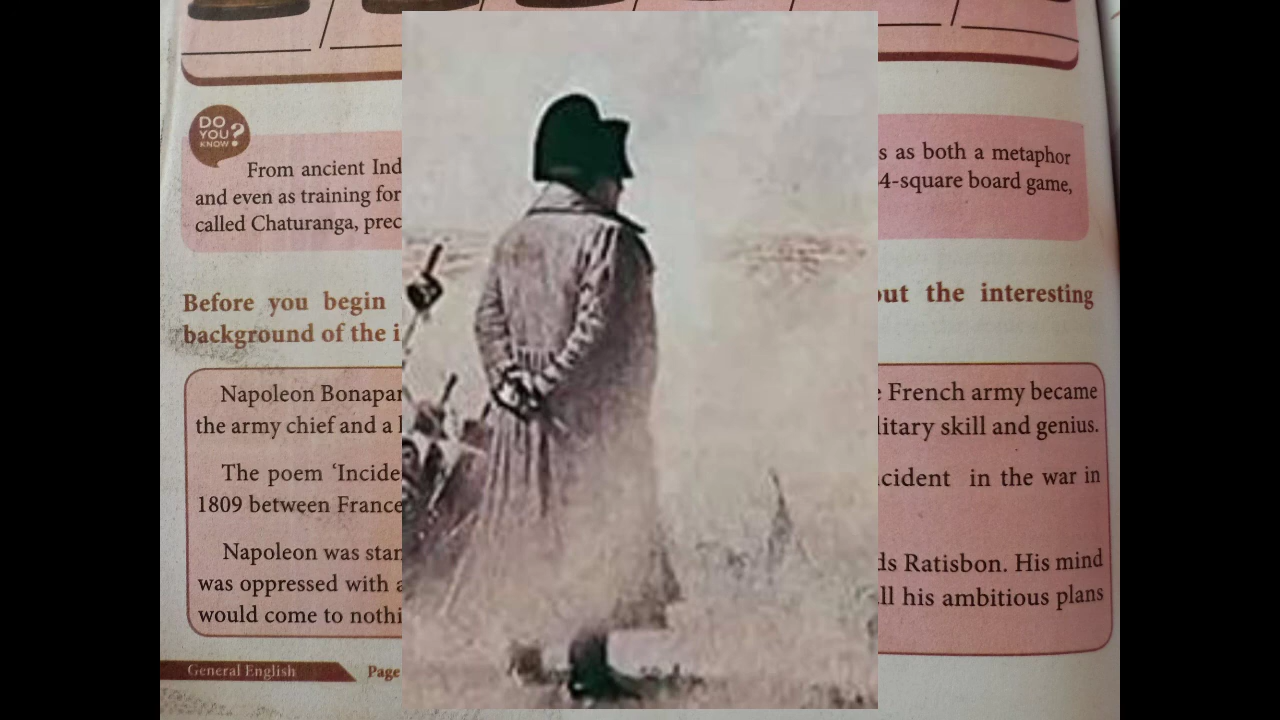 DO
YOU ?
KNOW
From ancient Ind
s as both a metaphor
and even as training for
4-square board game,
called Chaturanga, prec
Before you begin
out the interesting
background of the i
Napoleon Bonapar
French army became
the army chief and a l
litary skill and genius.
The poem ‘Incide
cident in the war in
1809 between France
Napoleon was stan
ds Ratisbon. His mind
was oppressed with a
ll his ambitious plans
would come to nothi
General English
Page